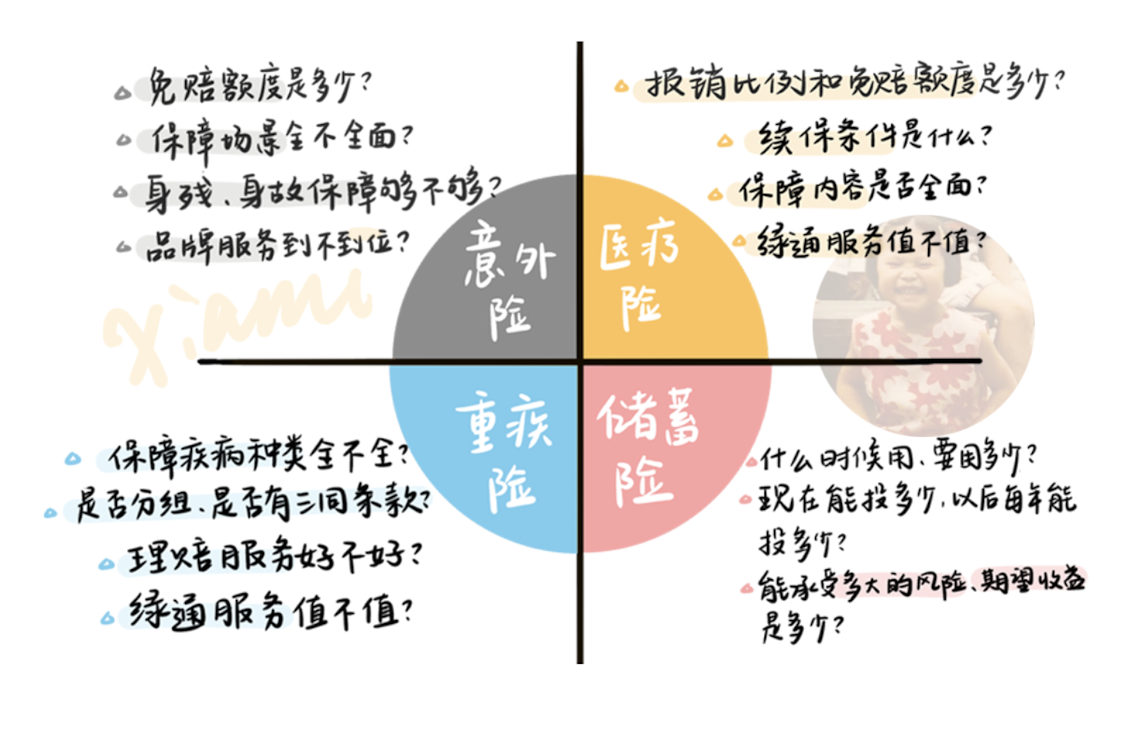 免赔额度是多少?
保障场景全不全面?
身残、身故保障够不够?
品牌服务到不到位?
意外
险
Xiami
报销比例和免赔额度是多少?
续保条件是什么?
保障内容是否全面?
绿通服务值不值?
医疗
险
重疾
险
保障疾病种类全不全?
是否分组、是否有三同条款?
理赔服务好不好?
绿通服务值不值?
储蓄
险
什么时候用、要用多少?
现在能投多少,以后每年能
投多少?
能承受多大的风险、期望收益
是多少?